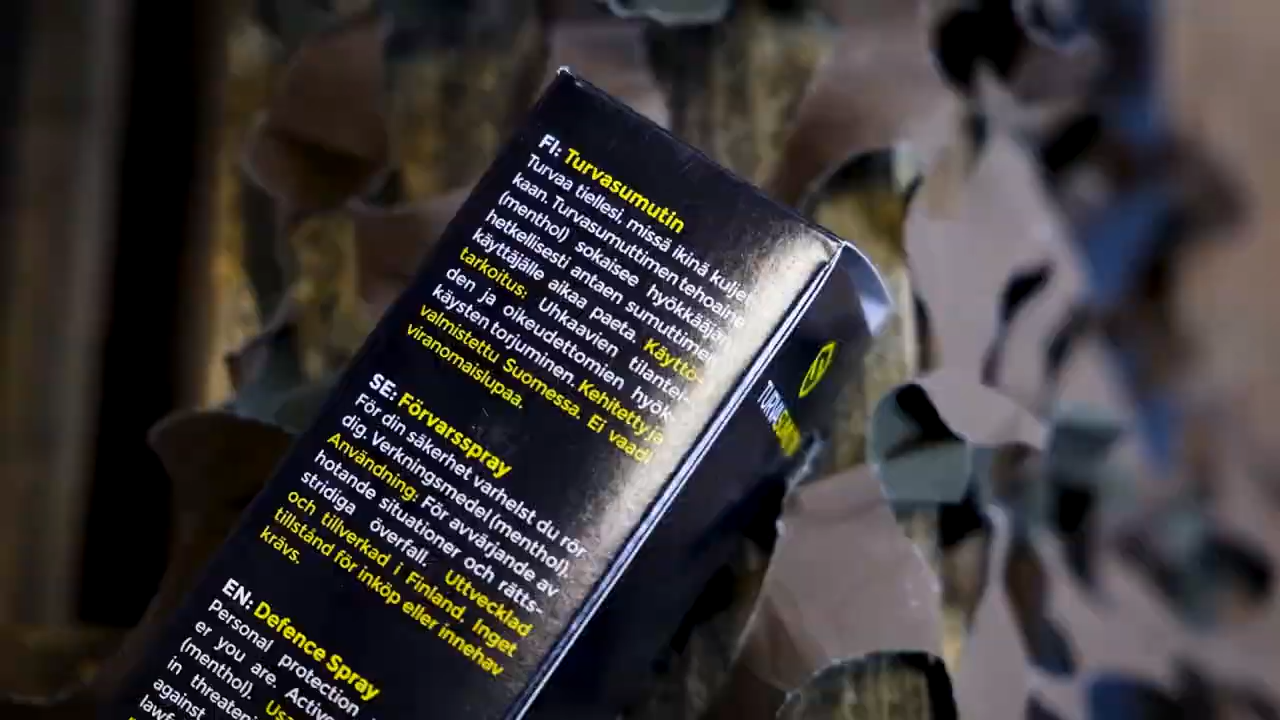 FI: Turvasumutin
Turvaa tiellesi, missä ikinä kuljet-
kaan. Turvasumuttimen tehoaine
(menthol) sokaisee hyökkääjän
hetkellisesti antaen sumuttimen
käyttäjälle aikaa paeta. Käyttö-
tarkoitus: Uhkaavien tilantei-
den ja oikeudettomien hyök-
käysten torjuminen. Kehitetty ja
valmistettu Suomessa. Ei vaadi
viranomaislupaa.
SE: Förvarsspray
För din säkerhet varhelst du rör
dig. Verkningsmedel (menthol).
Användning: För avvärjande av
hotande situationer och rätts-
stridiga överfall. Uttvecklad
och tillverkad i Finland. Inget
tillstånd för inköp eller innehav
krävs.
EN: Defence Spray
Personal protection
er you are. Active
(menthol).
in threateni
against
lawf
TURVASUMUTIN